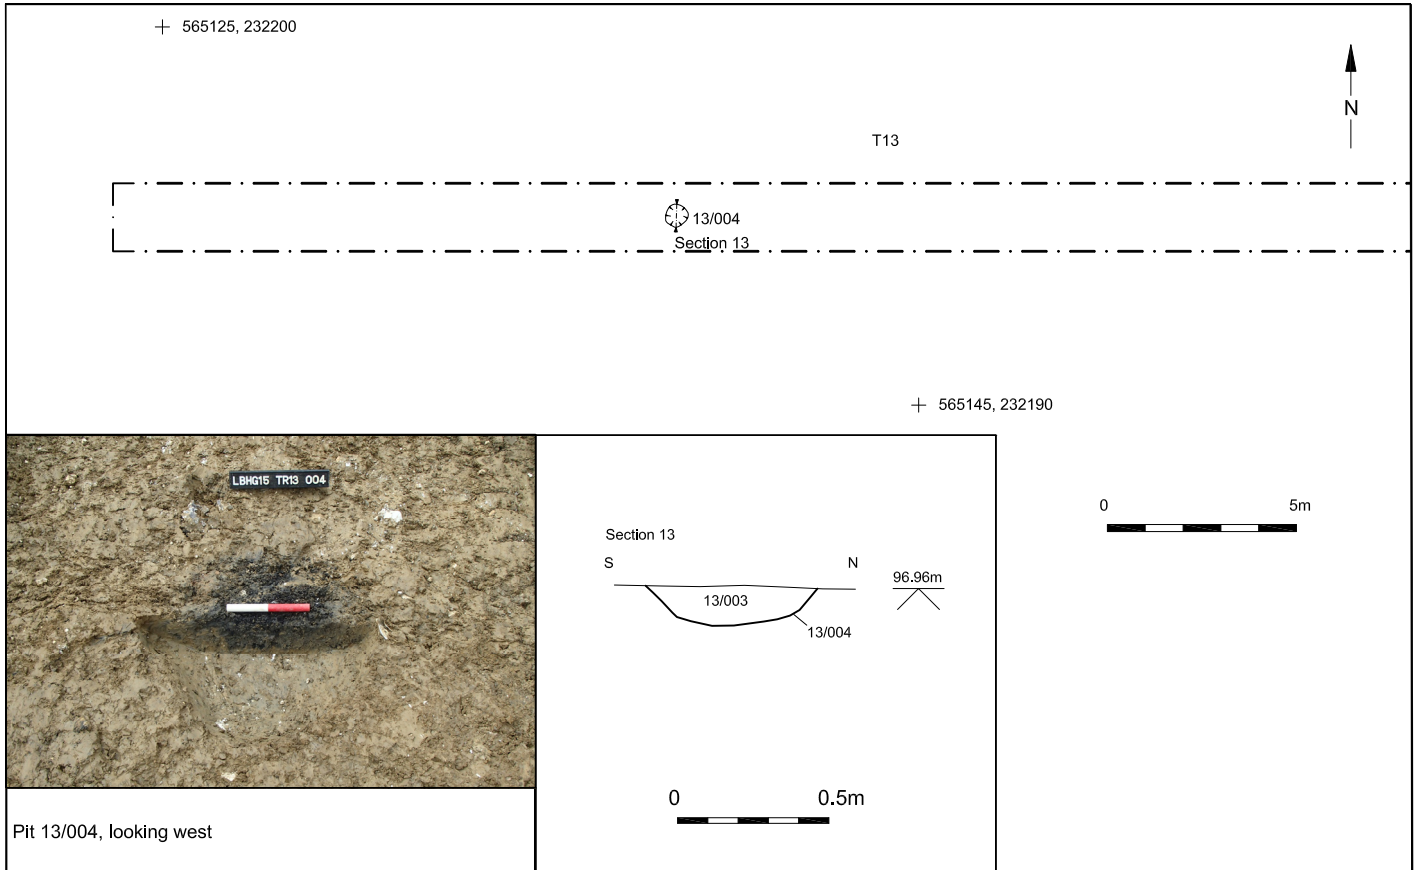 565125, 232200
N
T13
13/004
Section 13
565145, 232190
LBHG15 TR13 004
0 5m
Section 13
S N
96.96m
13/003
13/004
0 0.5m
Pit 13/004, looking west